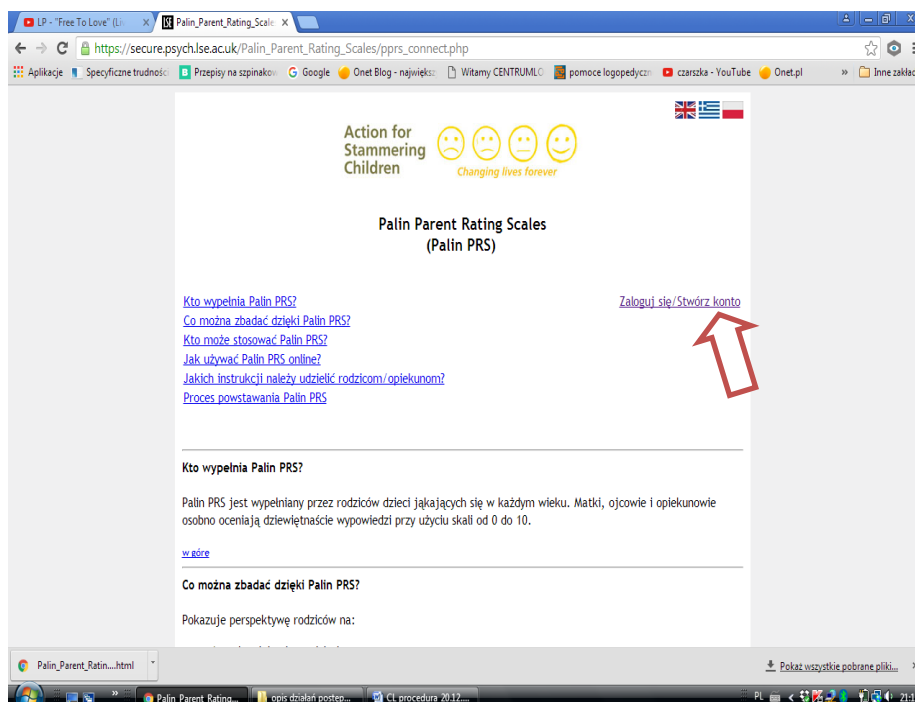 LP - "Free To Love" (Li
Palin_Parent_Rating_Scale
https://secure.psych.lse.ac.uk/Palin_Parent_Rating_Scales/pprs_connect.php
Aplikacje Specyficzne trudnośc Przepisy na szpinakow Google Onet Blog - najwięks Witamy CENTRUMLO pomoce logopedyczn czarszka - YouTube Onet.pl » Inne zakład
Action for
Stammering
Children
Changing lives forever
Palin Parent Rating Scales
(Palin PRS)
Kto wypełnia Palin PRS? Zaloguj się/Stwórz konto
Co można zbadać dzięki Palin PRS?
Kto może stosować Palin PRS?
Jak używać Palin PRS online?
Jakich instrukcji należy udzielić rodzicom/opiekunom?
Proces powstawania Palin PRS
Kto wypełnia Palin PRS?
Palin PRS jest wypełniany przez rodziców dzieci jąkających się w każdym wieku. Matki, ojcowie i opiekunowie
osobno oceniają dziewiętnaście wypowiedzi przy użyciu skali od 0 do 10.
w górę
Co można zbadać dzięki Palin PRS?
Pokazuje perspektywę rodziców na:
Palin_Parent_Ratin....html Pokaż wszystkie pobrane pliki...
» Palin Parent Rating... opis działań postęp... CL procedura 20.12.... PL 21:1